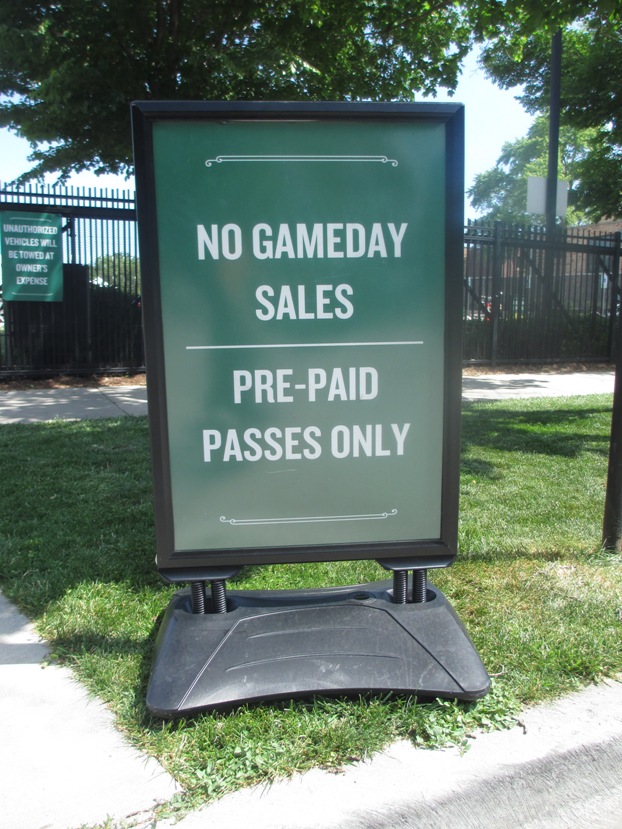 NO GAMEDAY
SALES
PRE-PAID
PASSES ONLY
UNAUTHORIZED
VEHICLES WILL
BE TOWED AT
OWNER'S
EXPENSE